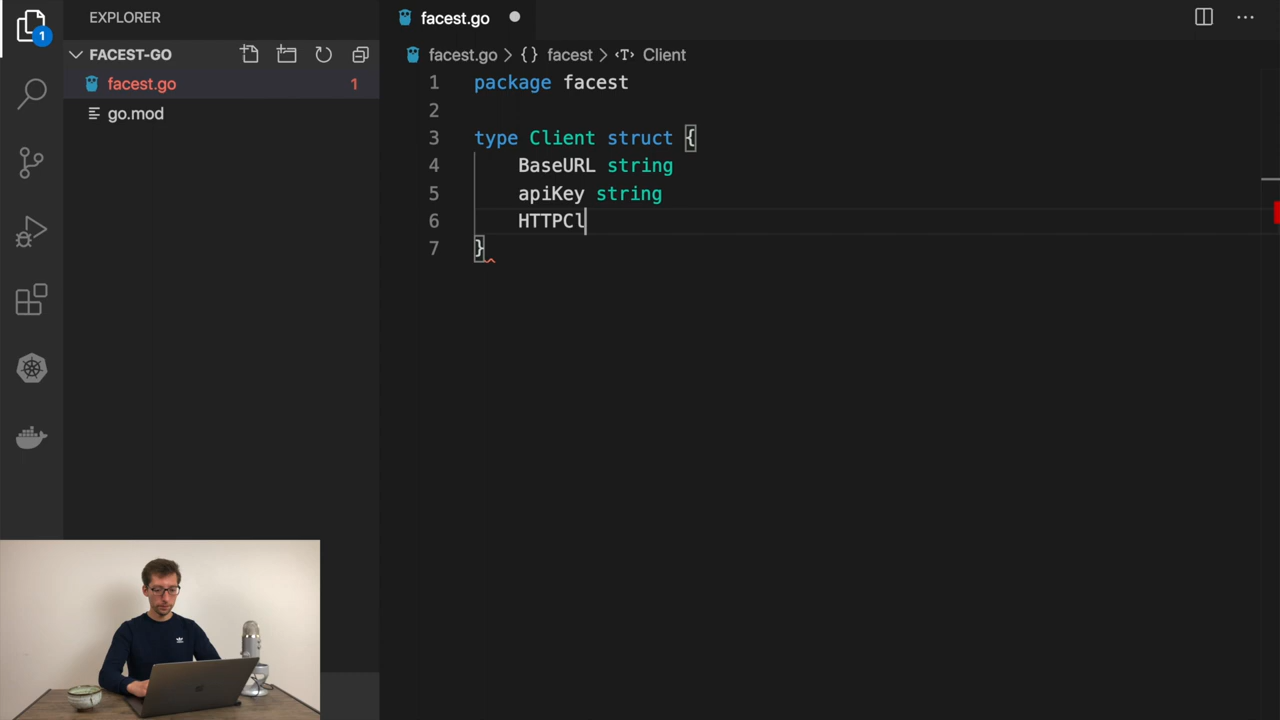 EXPLORER
FACEST-GO
facest.go 1
go.mod
1
facest.go
facest.go > {} facest > Client
1 package facest
2
3 type Client struct {
4 BaseURL string
5 apiKey string
6 HTTPCl
7 }